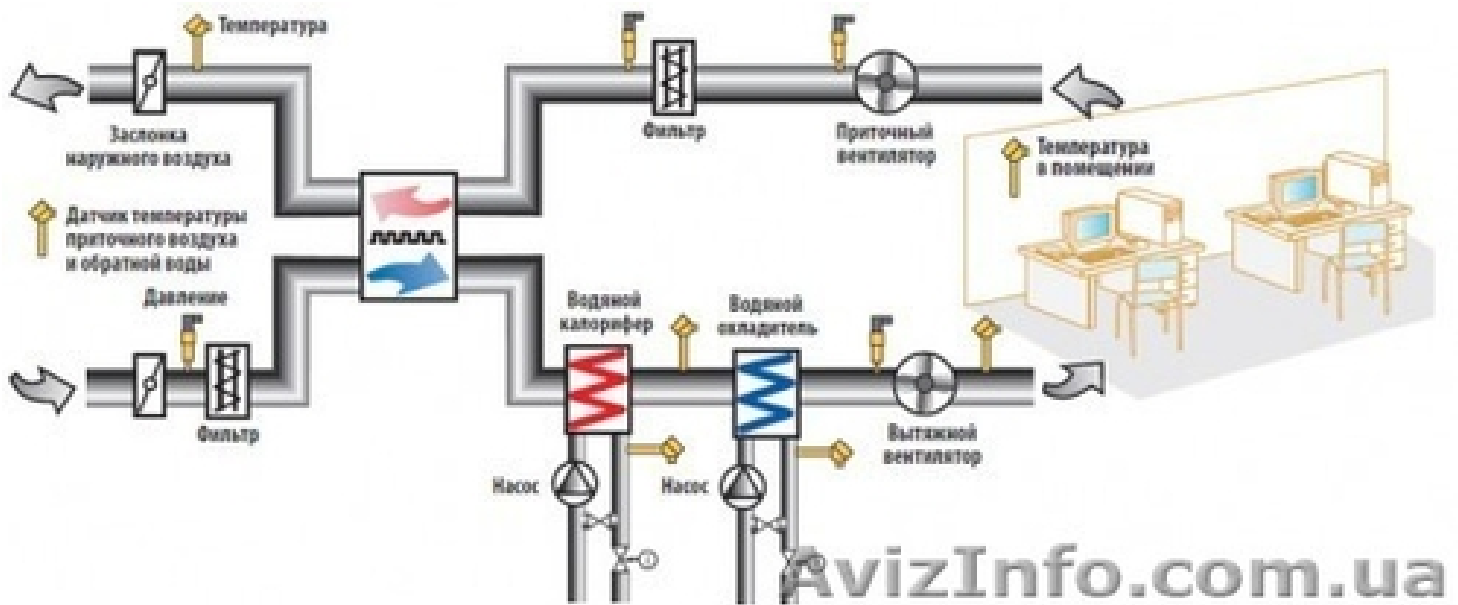 Температура
Заслонка
наружного воздуха
Фильтр
Приточный
вентилятор
Температура
в помещении
Датчик температуры
приточного воздуха
и обратной воды
Давление
Фильтр
Водяной
калорифер
Водяной
охладитель
Вытяжной
вентилятор
Насос
Насос
AvizInfo.com.ua